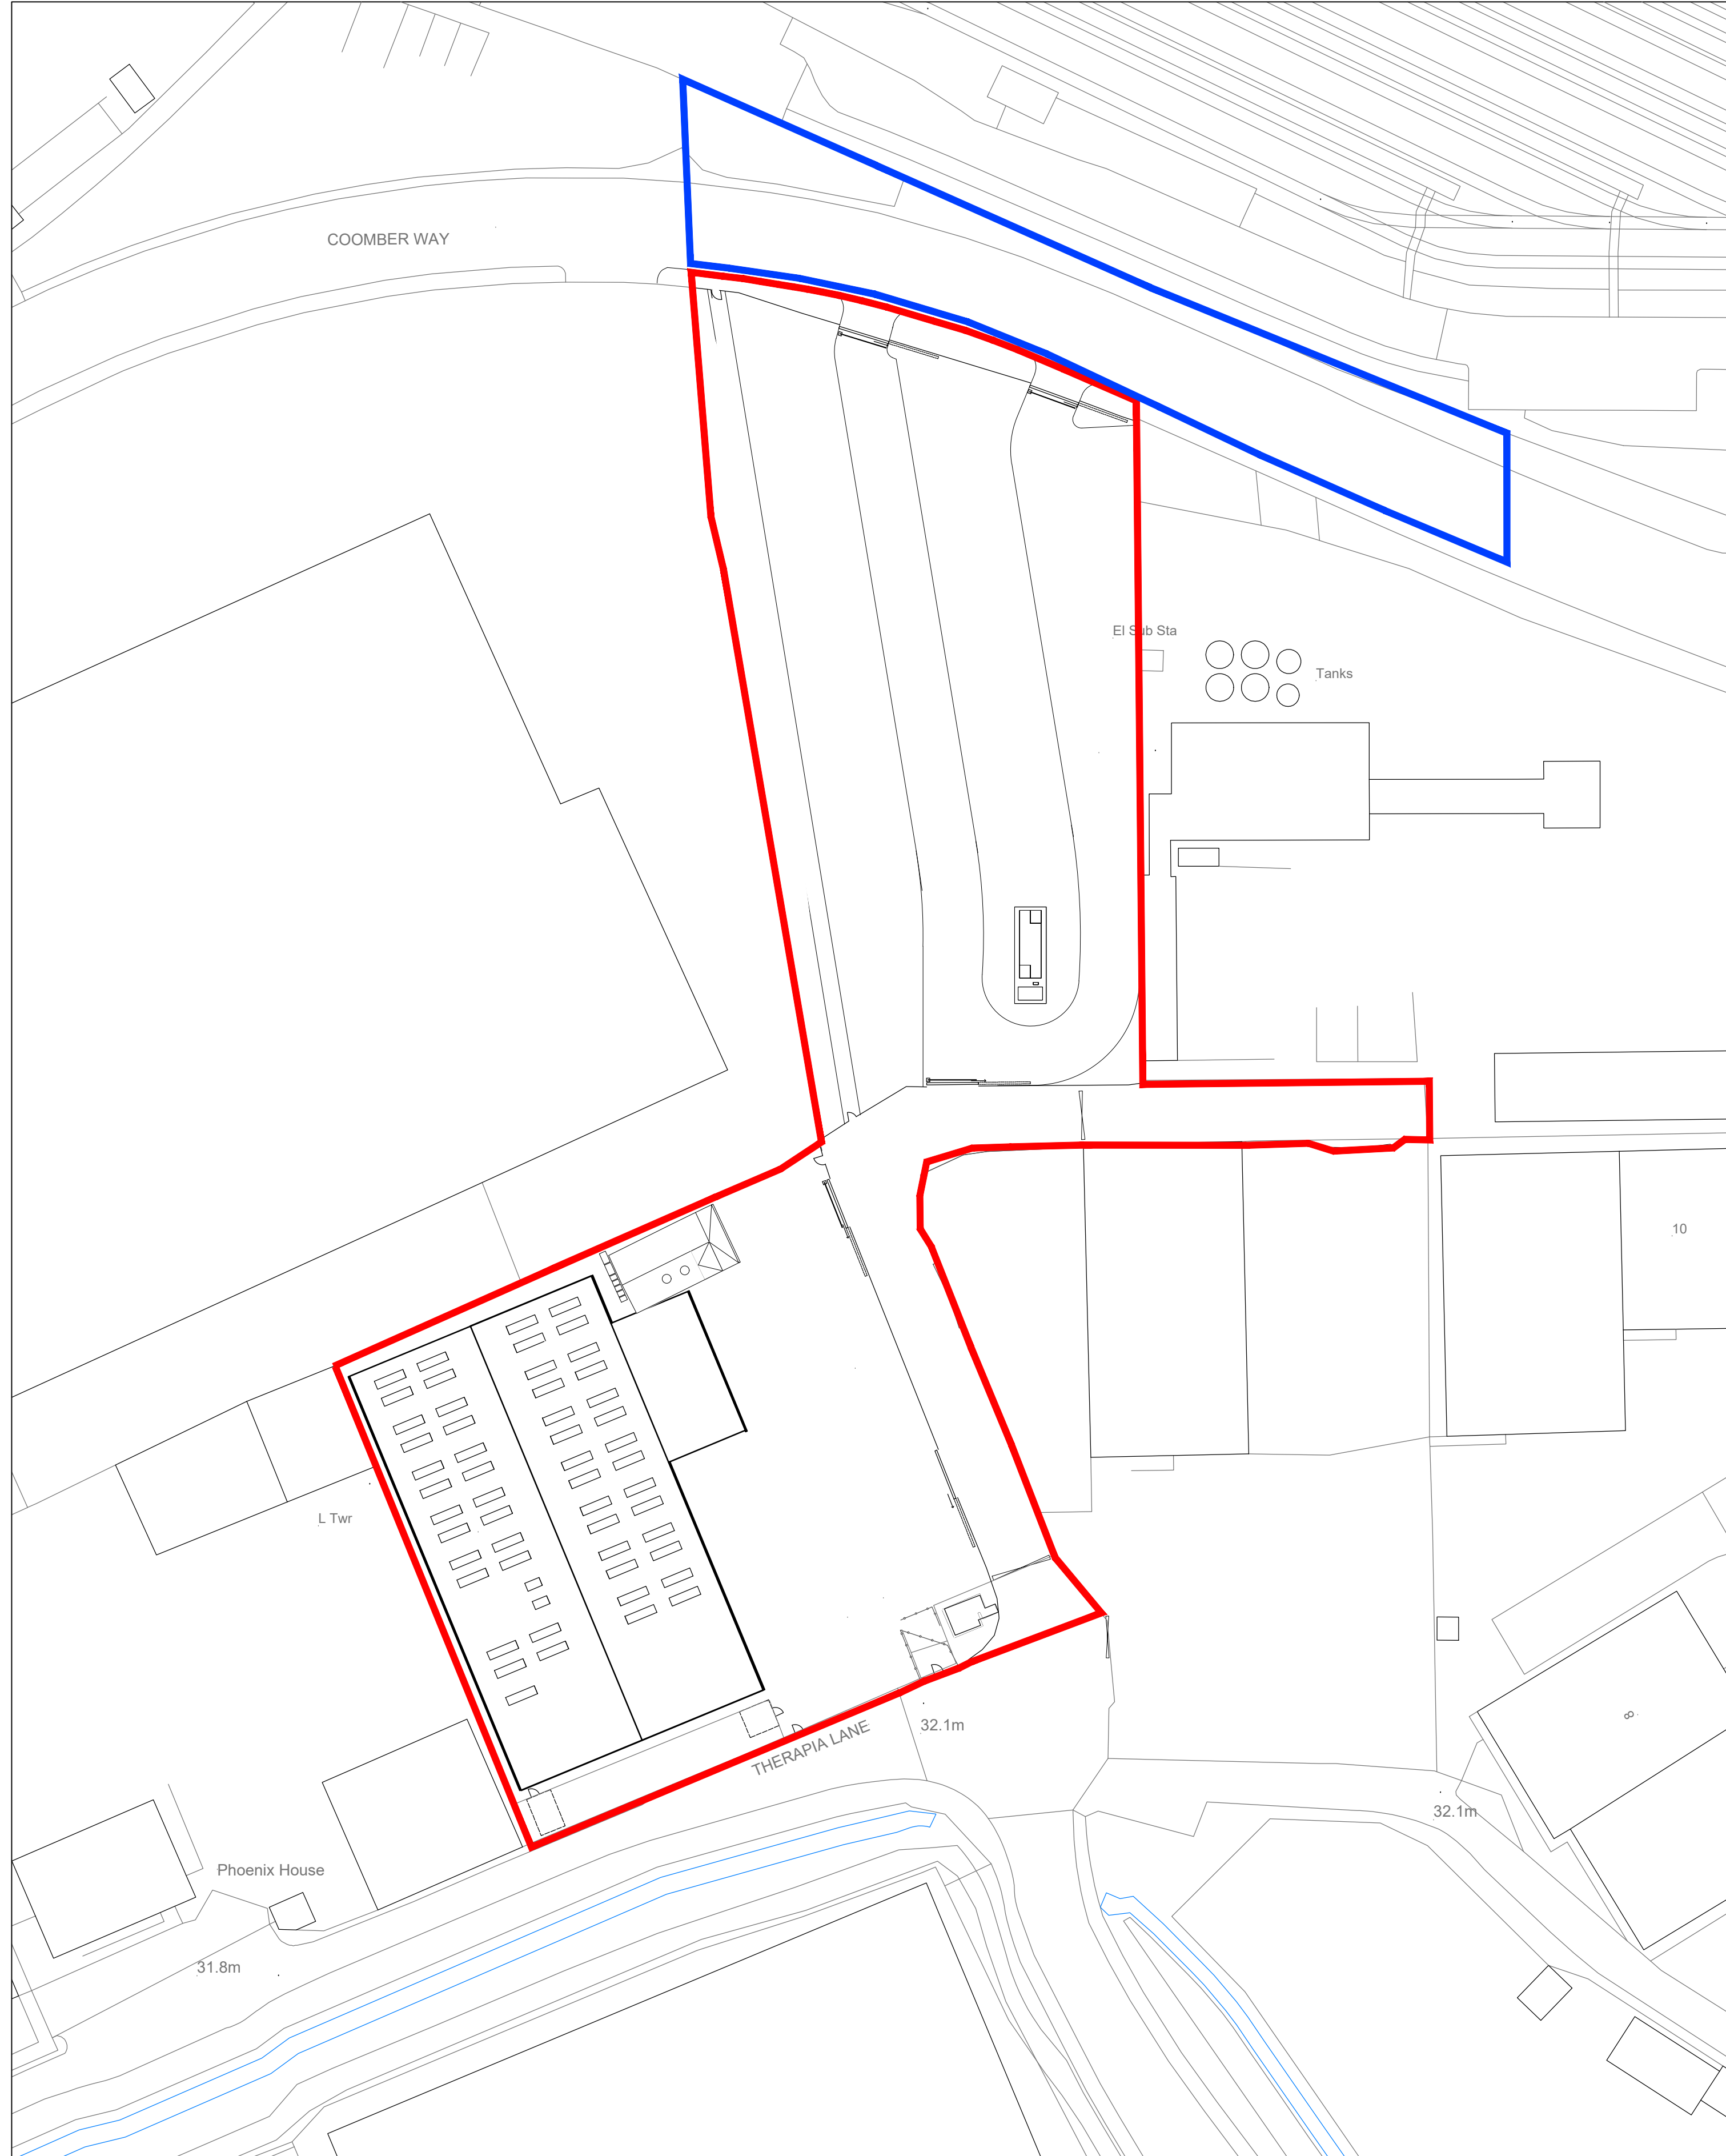 COOMBER WAY
El Sub Sta
Tanks
10
L Twr
8
32.1m
THERAPIA LANE
32.1m
Phoenix House
31.8m